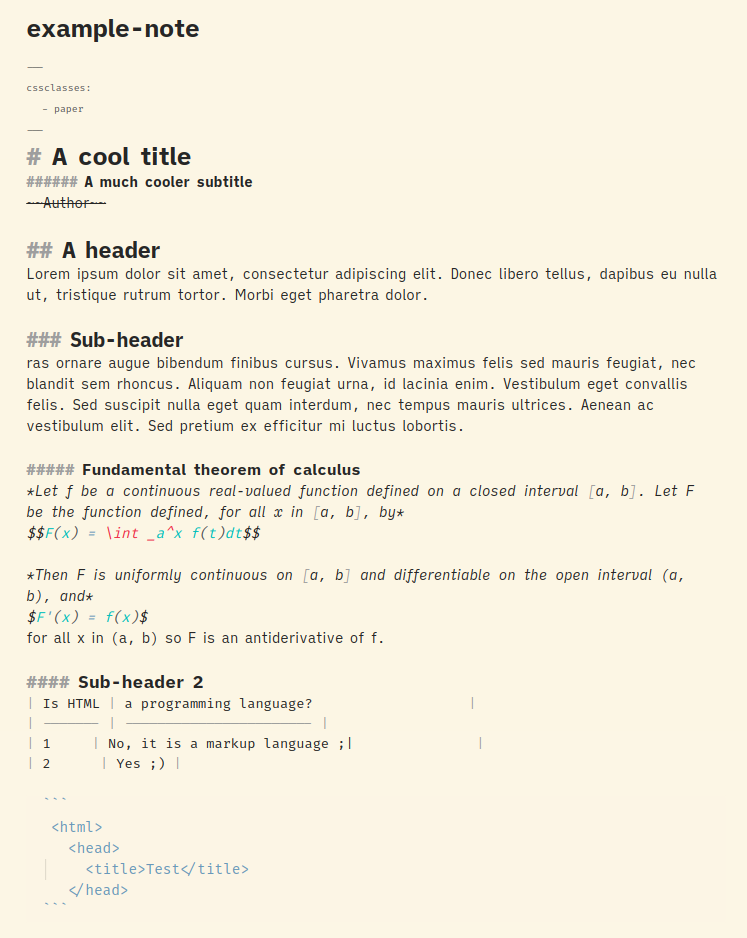 example-note
---
cssclasses:
  - paper
---
# A cool title
###### A much cooler subtitle
~~Author~~
## A header
Lorem ipsum dolor sit amet, consectetur adipiscing elit. Donec libero tellus, dapibus eu nulla
ut, tristique rutrum tortor. Morbi eget pharetra dolor.
### Sub-header
ras ornare augue bibendum finibus cursus. Vivamus maximus felis sed mauris feugiat, nec
blandit sem rhoncus. Aliquam non feugiat urna, id lacinia enim. Vestibulum eget convallis
felis. Sed suscipit nulla eget quam interdum, nec tempus mauris ultrices. Aenean ac
vestibulum elit. Sed pretium ex efficitur mi luctus lobortis.
##### Fundamental theorem of calculus
*Let f be a continuous real-valued function defined on a closed interval [a, b]. Let F
be the function defined, for all x in [a, b], by*
$$F(x) = \int _a^x f(t)dt$$
*Then F is uniformly continuous on [a, b] and differentiable on the open interval (a,
b), and*
$F'(x) = f(x)$
for all x in (a, b) so F is an antiderivative of f.
#### Sub-header 2
| Is HTML | a programming language? |
| ------- | ----------------------- |
| 1 | No, it is a markup language ;| |
| 2 | Yes ;) |
```
<html>
  <head>
    <title>Test</title>
  </head>
```